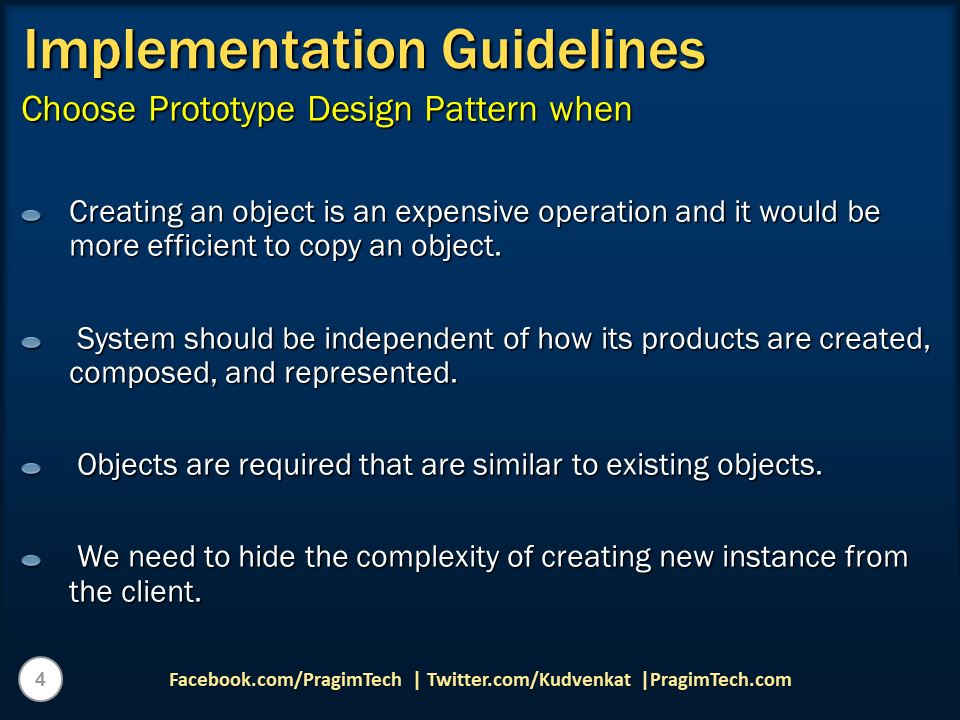 Implementation Guidelines
Choose Prototype Design Pattern when
Creating an object is an expensive operation and it would be
more efficient to copy an object.
System should be independent of how its products are created,
composed, and represented.
Objects are required that are similar to existing objects.
We need to hide the complexity of creating new instance from
the client.
4
Facebook.com/PragimTech | Twitter.com/Kudvenkat |PragimTech.com